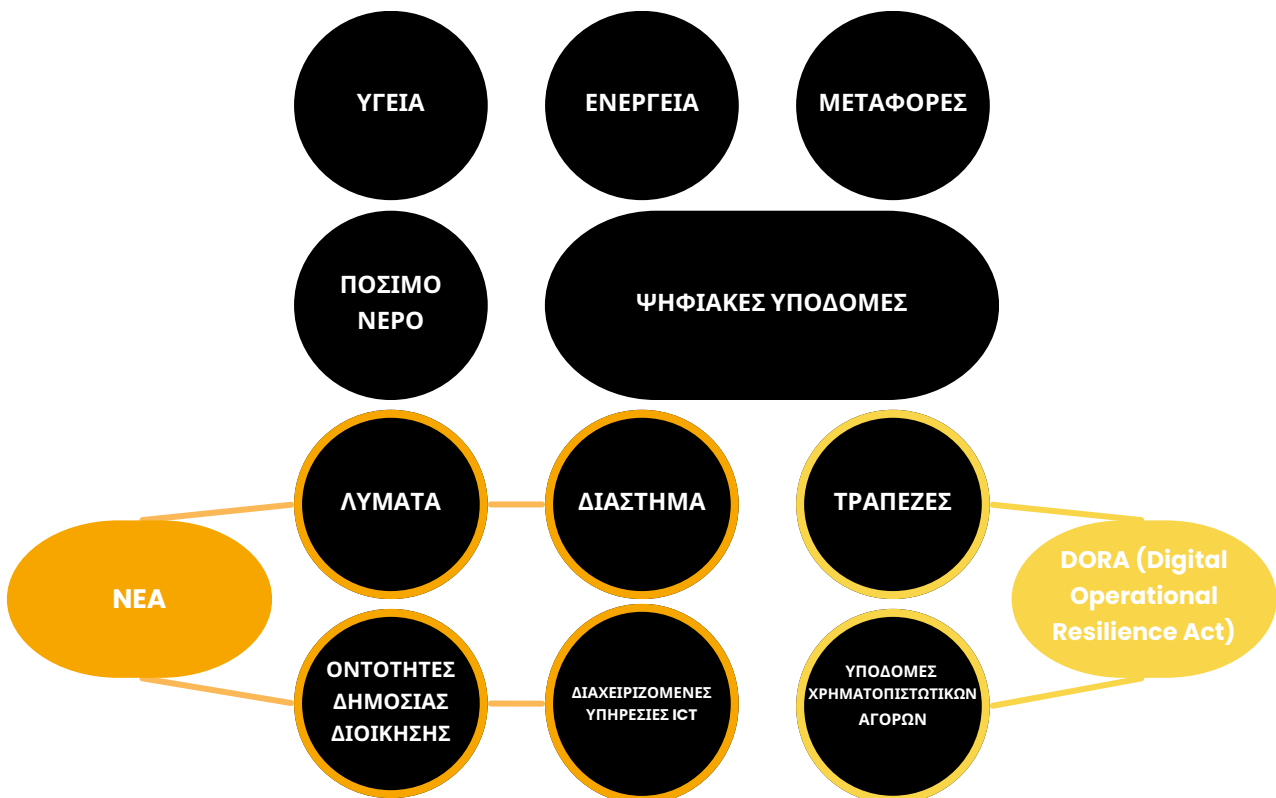 ΥΓΕΙΑ
ΕΝΕΡΓΕΙΑ
ΜΕΤΑΦΟΡΕΣ
ΠΟΣΙΜΟ
ΝΕΡΟ
ΨΗΦΙΑΚΕΣ ΥΠΟΔΟΜΕΣ
ΛΥΜΑΤΑ
ΔΙΑΣΤΗΜΑ
ΤΡΑΠΕΖΕΣ
ΝΕΑ
DORA (Digital
Operational
Resilience Act)
ΟΝΤΟΤΗΤΕΣ
ΔΗΜΟΣΙΑΣ
ΔΙΟΙΚΗΣΗΣ
ΔΙΑΧΕΙΡΙΖΟΜΕΝΕΣ
ΥΠΗΡΕΣΙΕΣ ICT
ΥΠΟΔΟΜΕΣ
ΧΡΗΜΑΤΟΠΙΣΤΩΤΙΚΩΝ
ΑΓΟΡΩΝ